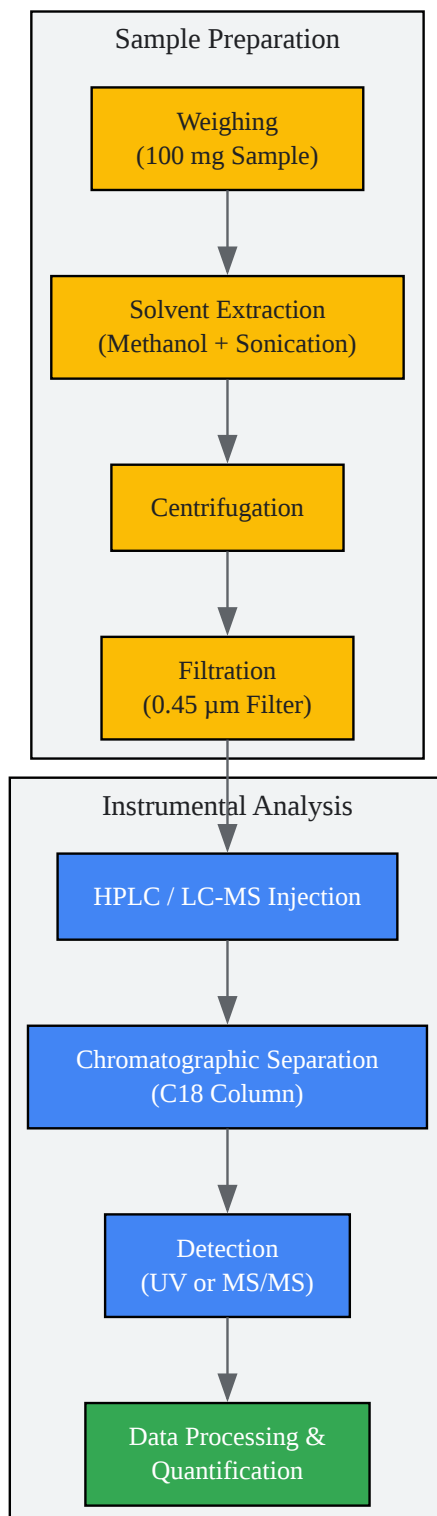 Sample Preparation
Weighing
(100 mg Sample)
Solvent Extraction
(Methanol + Sonication)
Centrifugation
Filtration
(0.45 µm Filter)
Instrumental Analysis
HPLC / LC-MS Injection
Chromatographic Separation
(C18 Column)
Detection
(UV or MS/MS)
Data Processing &
Quantification